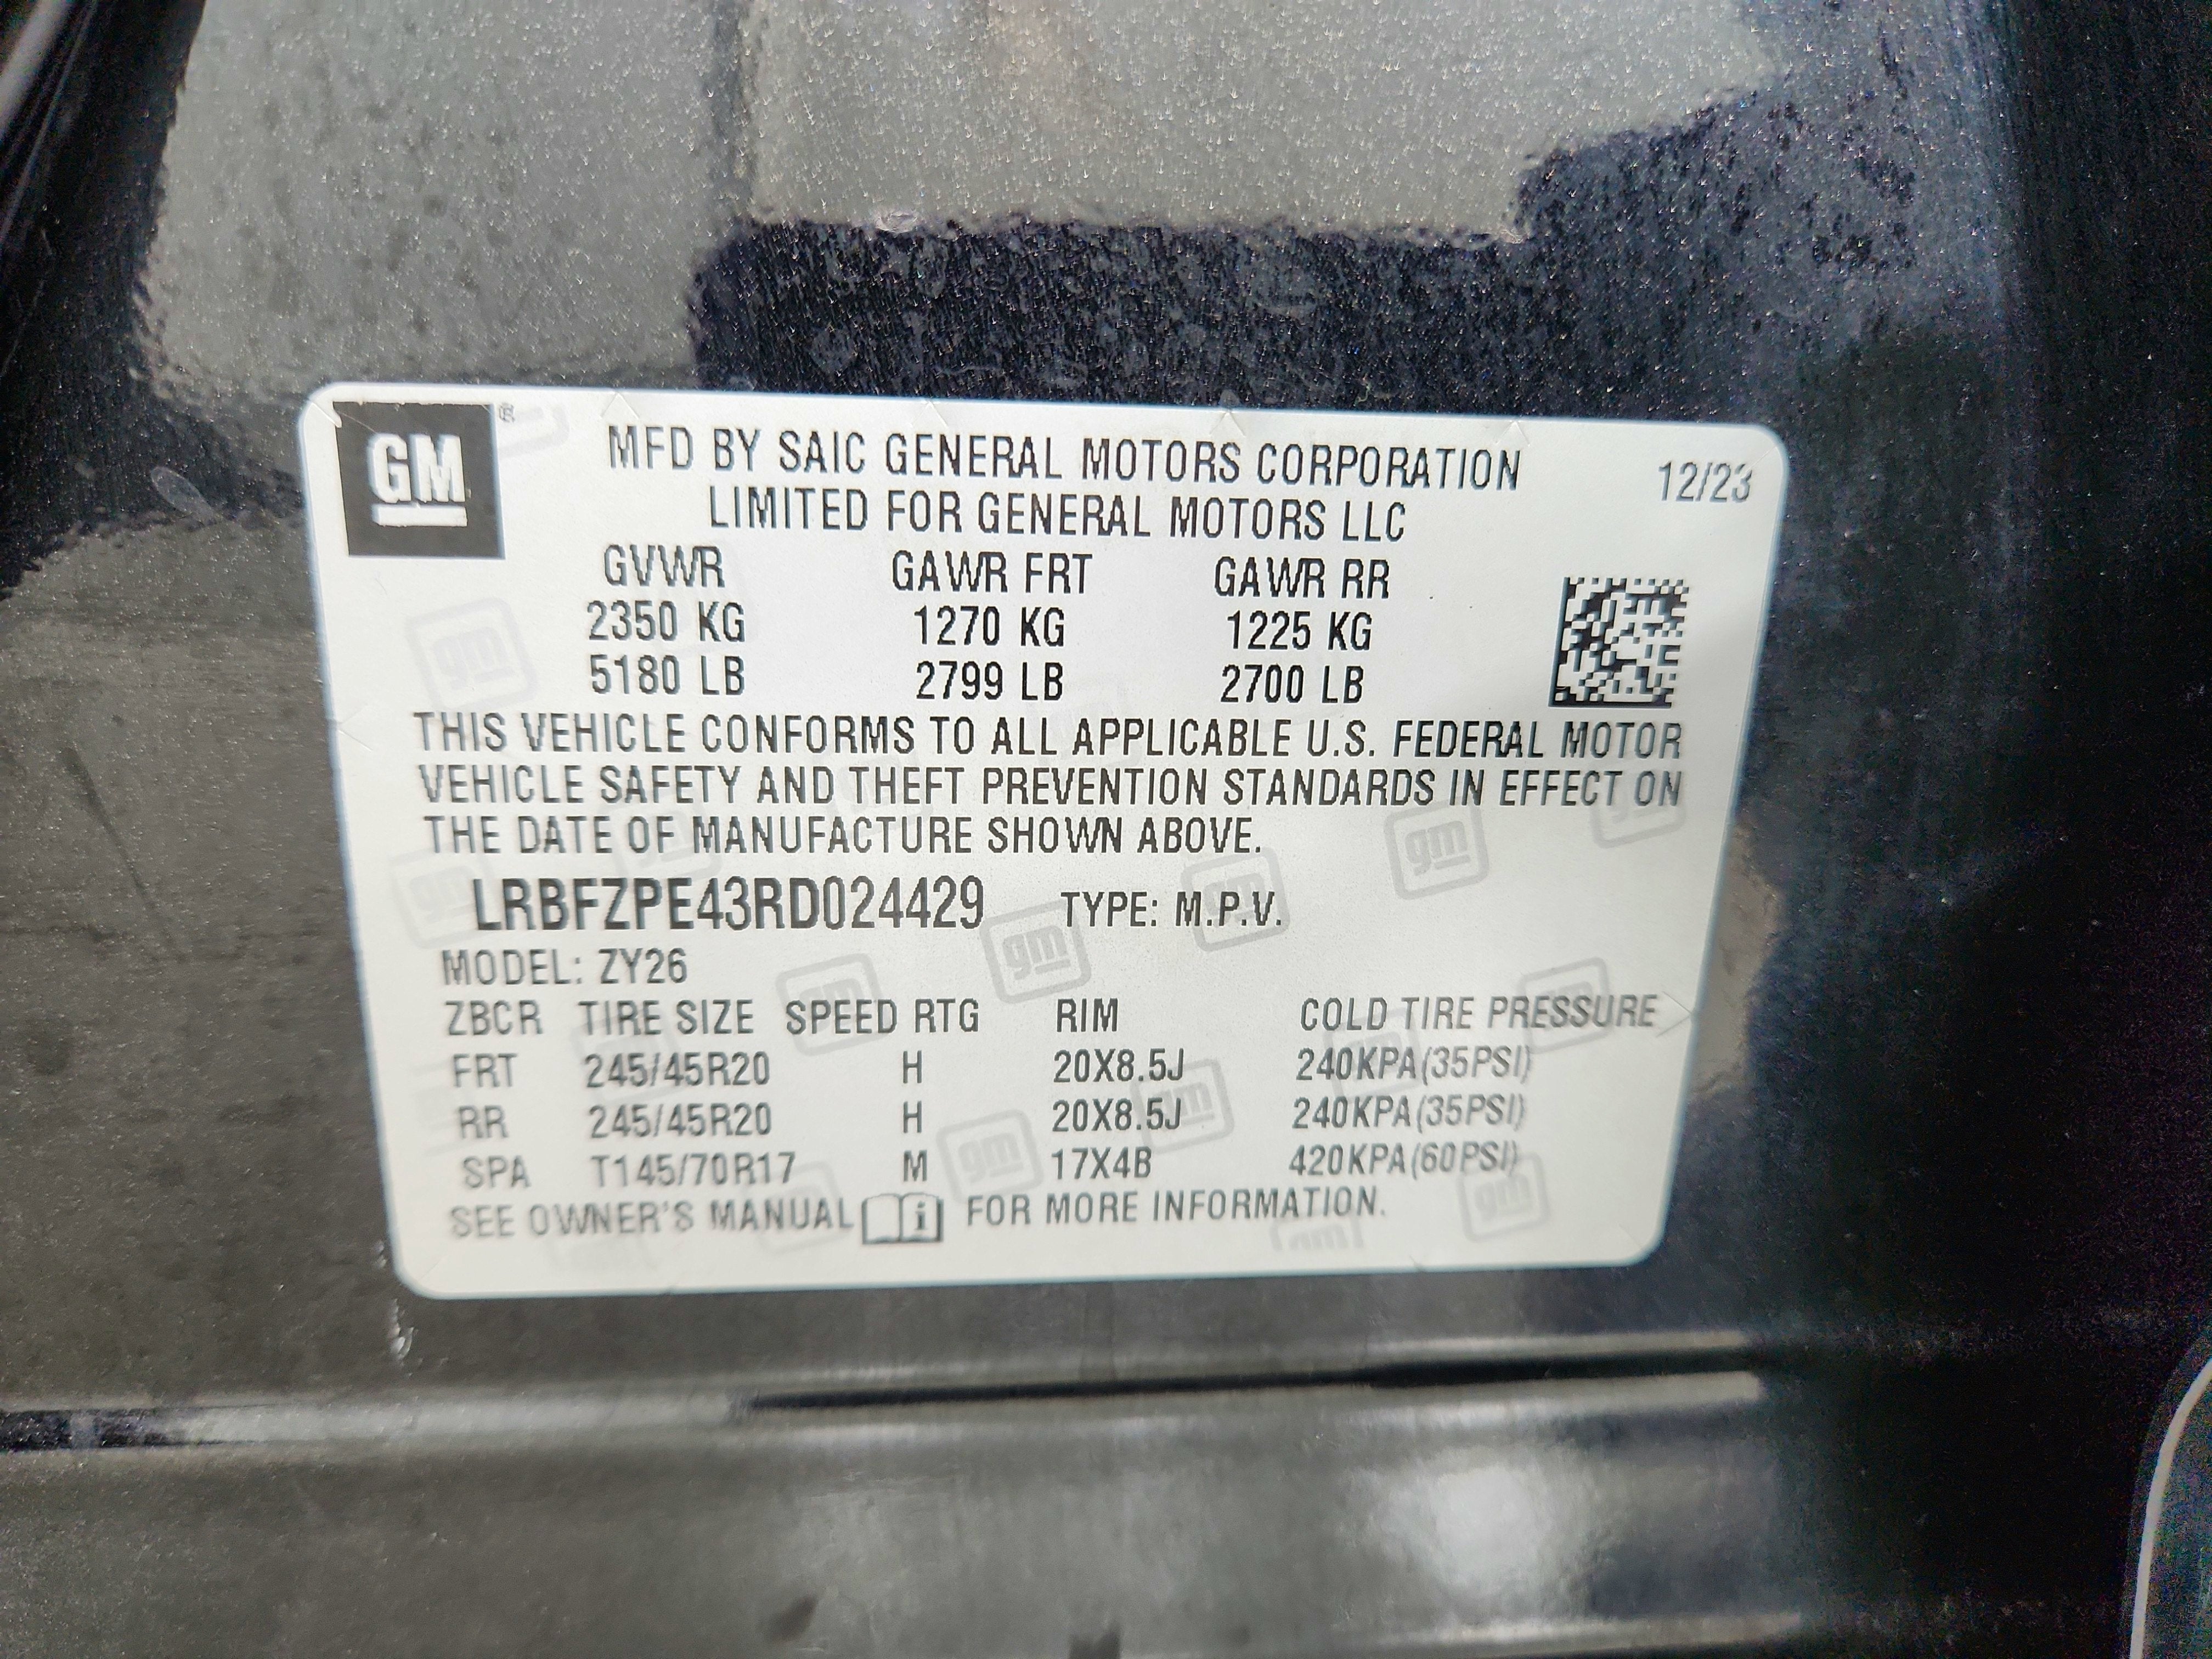 GM ®
MFD BY SAIC GENERAL MOTORS CORPORATION 12/23
LIMITED FOR GENERAL MOTORS LLC
GVWR GAWR FRT GAWR RR
2350 KG 1270 KG 1225 KG
5180 LB 2799 LB 2700 LB
THIS VEHICLE CONFORMS TO ALL APPLICABLE U.S. FEDERAL MOTOR
VEHICLE SAFETY AND THEFT PREVENTION STANDARDS IN EFFECT ON
THE DATE OF MANUFACTURE SHOWN ABOVE.
LRBFZPE43RD024429 TYPE: M.P.V.
MODEL: ZY26
ZBCR TIRE SIZE SPEED RTG RIM COLD TIRE PRESSURE
FRT 245/45R20 H 20X8.5J 240KPA(35PSI)
RR 245/45R20 H 20X8.5J 240KPA(35PSI)
SPA T145/70R17 M 17X4B 420KPA(60PSI)
SEE OWNER'S MANUAL i FOR MORE INFORMATION.